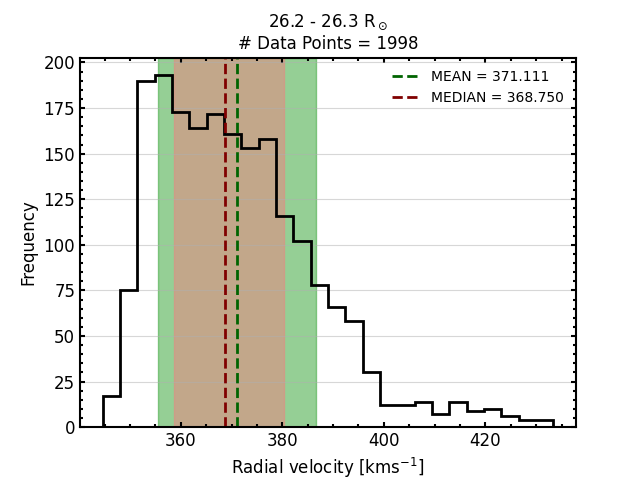 26.2 - 26.3 R⊙
# Data Points = 1998
MEAN = 371.111
MEDIAN = 368.750
Frequency
200
175
150
125
100
75
50
25
0
360 380 400 420
Radial velocity [kms⁻¹]